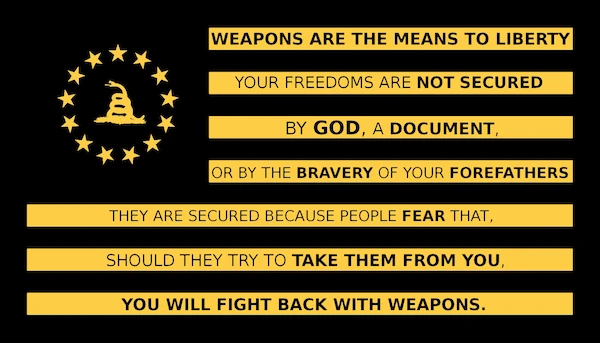 WEAPONS ARE THE MEANS TO LIBERTY
YOUR FREEDOMS ARE NOT SECURED
BY GOD, A DOCUMENT,
OR BY THE BRAVERY OF YOUR FOREFATHERS
THEY ARE SECURED BECAUSE PEOPLE FEAR THAT,
SHOULD THEY TRY TO TAKE THEM FROM YOU,
YOU WILL FIGHT BACK WITH WEAPONS.